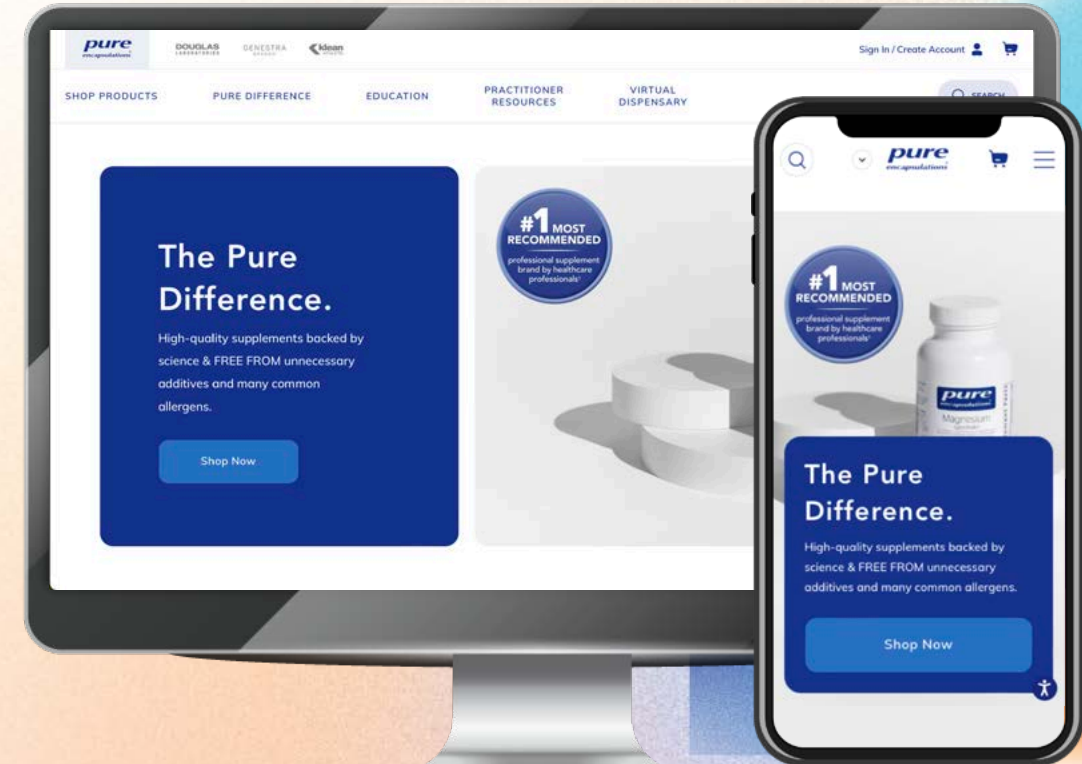 pure
encapsulations
DOUGLAS
LABORATORIES
GENESTRA
BRANDS
Klean
Sign In / Create Account
SHOP PRODUCTS
PURE DIFFERENCE
EDUCATION
PRACTITIONER
RESOURCES
VIRTUAL
DISPENSARY
SEARCH
The Pure
Difference.
High-quality supplements backed by
science & FREE FROM unnecessary
additives and many common
allergens.
Shop Now
#1 MOST
RECOMMENDED
professional supplement
brand by healthcare
professionals†
pure
encapsulations
#1 MOST
RECOMMENDED
professional supplement
brand by healthcare
professionals†
pure
encapsulations
Magnesium
The Pure
Difference.
High-quality supplements backed by
science & FREE FROM unnecessary
additives and many common allergens.
Shop Now